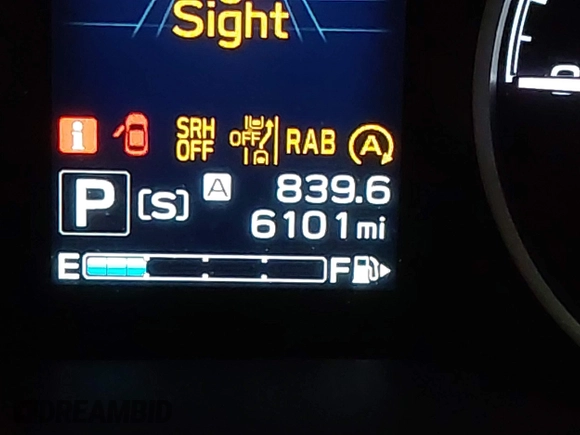 Sight
i
SRH
OFF
OFF
RAB
A
P [S] A 839.6
6101 mi
E F
DREAMBID